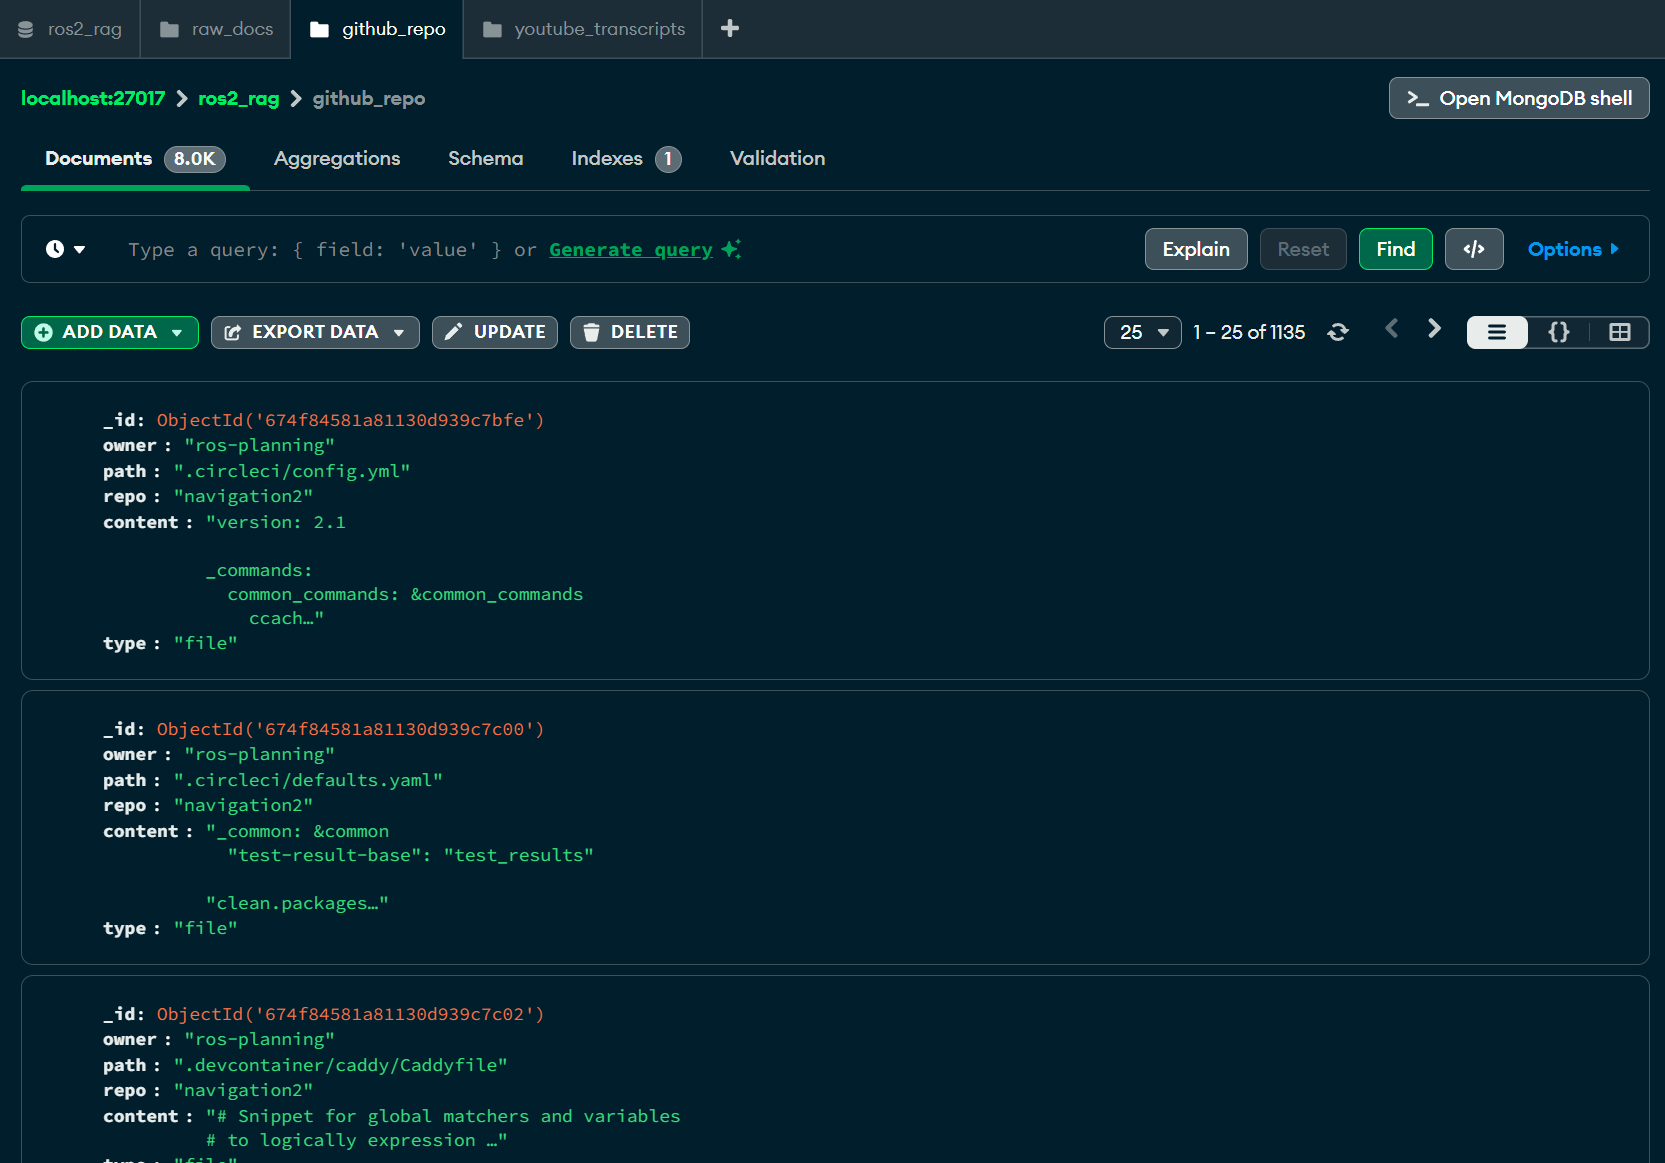 ros2_rag raw_docs github_repo youtube_transcripts +
localhost:27017 > ros2_rag > github_repo
>_ Open MongoDB shell
Documents 8.0K Aggregations Schema Indexes 1 Validation
Type a query: { field: 'value' } or Generate query Explain Reset Find </> Options
ADD DATA EXPORT DATA UPDATE DELETE 25 1 – 25 of 1135 {}
_id: ObjectId('674f84581a81130d939c7bfe')
owner : "ros-planning"
path : ".circleci/config.yml"
repo : "navigation2"
content : "version: 2.1
_commands:
common_commands: &common_commands
ccach…"
type : "file"
_id: ObjectId('674f84581a81130d939c7c00')
owner : "ros-planning"
path : ".circleci/defaults.yaml"
repo : "navigation2"
content : "_common: &common
"test-result-base": "test_results"
"clean.packages…"
type : "file"
_id: ObjectId('674f84581a81130d939c7c02')
owner : "ros-planning"
path : ".devcontainer/caddy/Caddyfile"
repo : "navigation2"
content : "# Snippet for global matchers and variables
# to logically expression …"
type : "file"